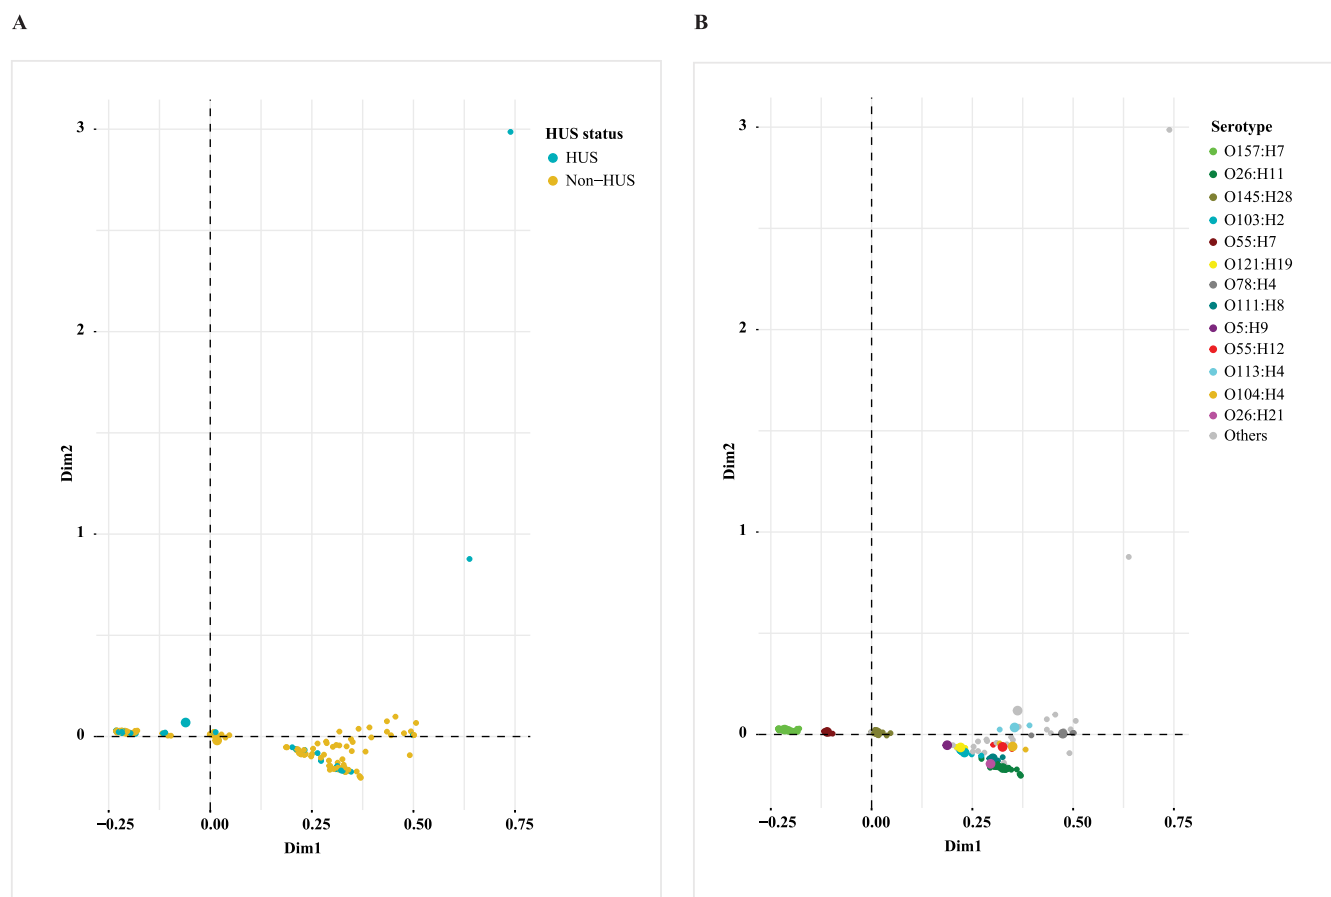 A
HUS status
HUS
Non−HUS
3
2
1
0
Dim2
−0.25
0.00
0.25
0.50
0.75
Dim1
B
Serotype
O157:H7
O26:H11
O145:H28
O103:H2
O55:H7
O121:H19
O78:H4
O111:H8
O5:H9
O55:H12
O113:H4
O104:H4
O26:H21
Others
3
2
1
0
Dim2
−0.25
0.00
0.25
0.50
0.75
Dim1